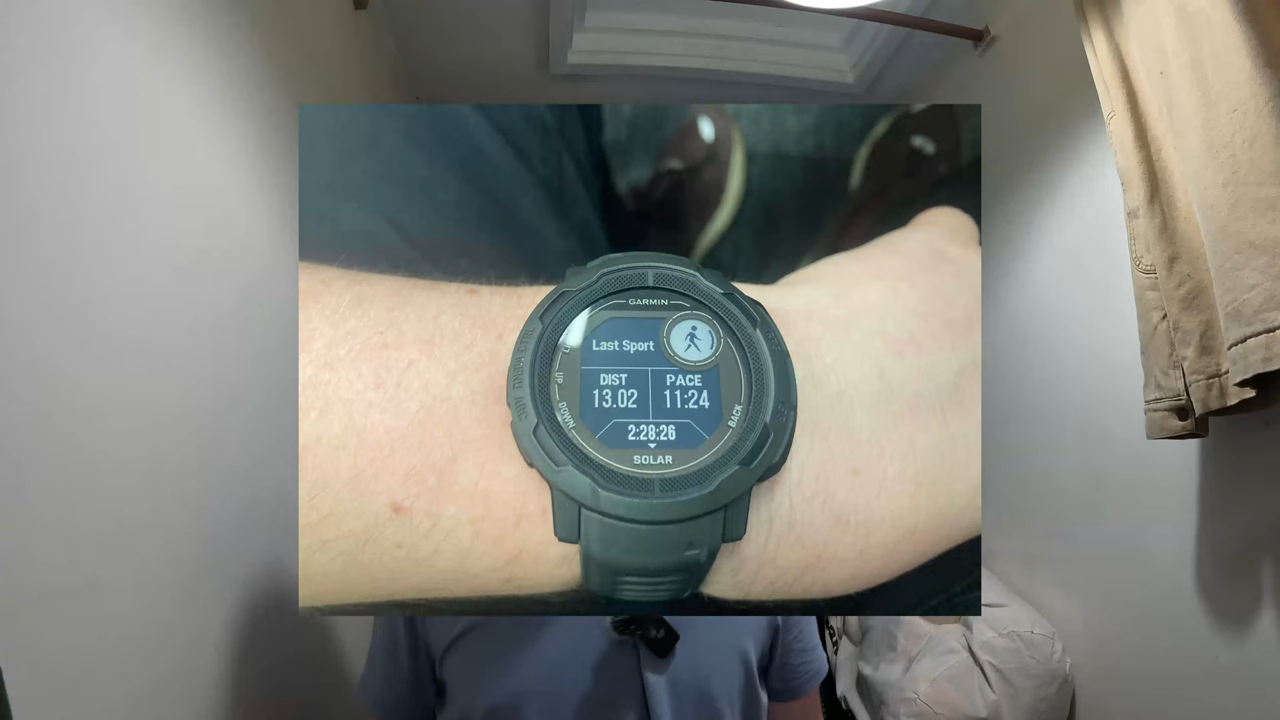 GARMIN
Last Sport
DIST PACE
13.02 11:24
2:28:26
UP
DOWN
BACK
SOLAR